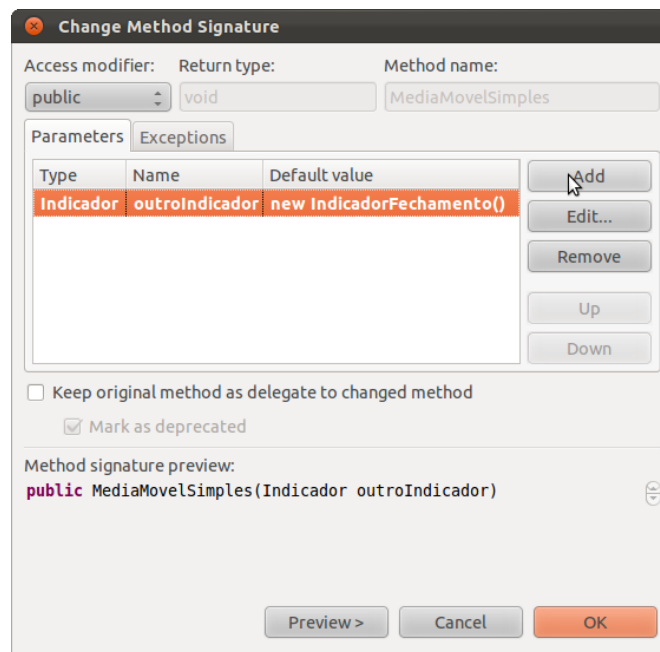 Change Method Signature
Access modifier: Return type: Method name:
public void MediaMovelSimples
Parameters Exceptions
Type Name Default value
Indicador outroIndicador new IndicadorFechamento()
Add
Edit...
Remove
Up
Down
Keep original method as delegate to changed method
Mark as deprecated
Method signature preview:
public MediaMovelSimples(Indicador outroIndicador)
Preview > Cancel OK